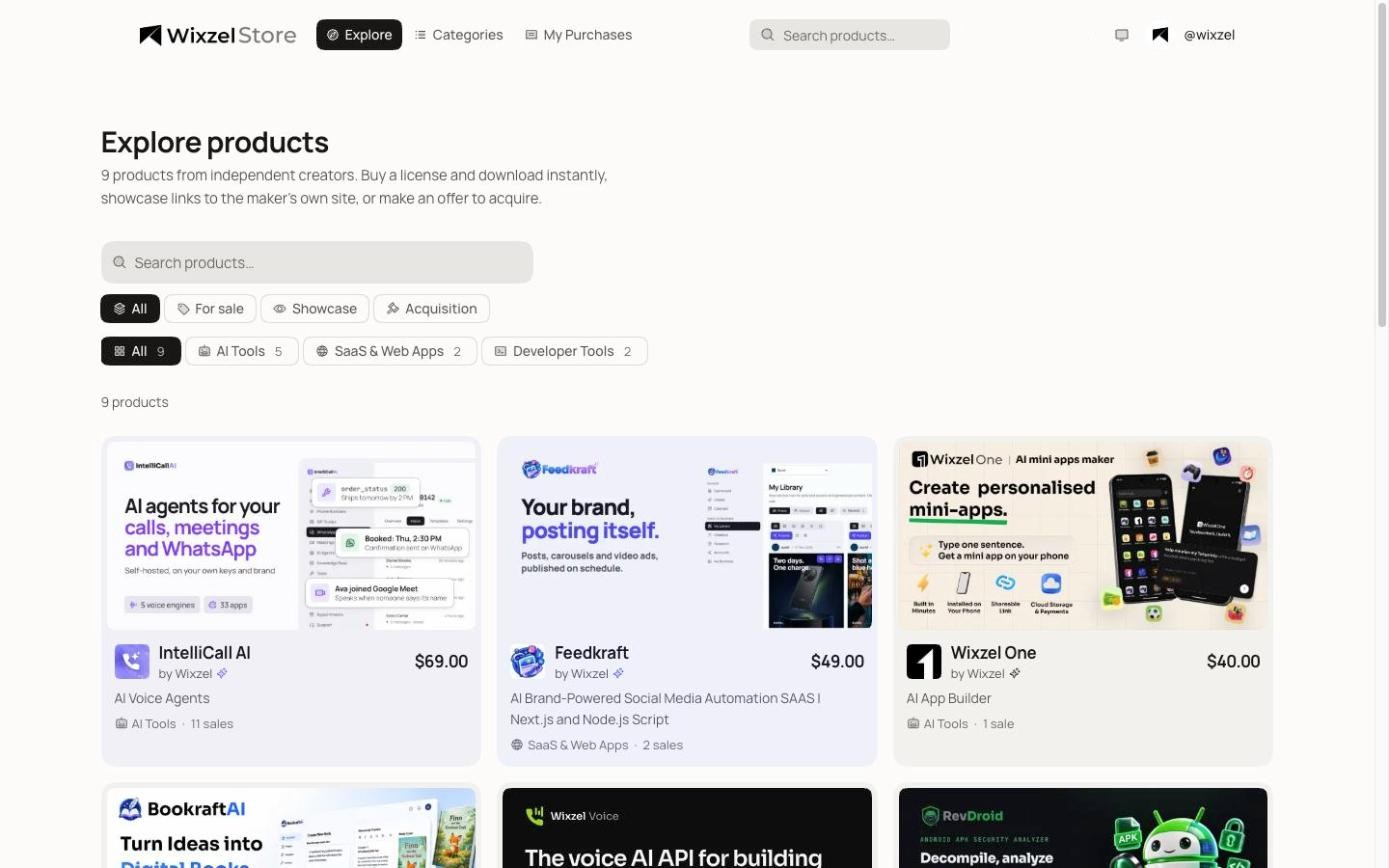 Wixzel Store
Explore
Categories
My Purchases
Search products...
@wixzel
Explore products
9 products from independent creators. Buy a license and download instantly,
showcase links to the maker's own site, or make an offer to acquire.
Search products...
All
For sale
Showcase
Acquisition
All 9
AI Tools 5
SaaS & Web Apps 2
Developer Tools 2
9 products
IntelliCall AI
AI agents for your
calls, meetings
and WhatsApp
Self-hosted, on your own keys and brand
5 voice engines
33 apps
order_status 200
Ships tomorrow by 2 PM
Booked: Thu, 2:30 PM
Confirmation sent on WhatsApp
Ava joined Google Meet
Speaks when someone says its name
IntelliCall AI
by Wixzel
$69.00
AI Voice Agents
AI Tools · 11 sales
Feedkraft
Your brand,
posting itself.
Posts, carousels and video ads,
published on schedule.
My Library
Two days.
One charge.
Feedkraft
by Wixzel
$49.00
AI Brand-Powered Social Media Automation SAAS |
Next.js and Node.js Script
SaaS & Web Apps · 2 sales
Wixzel One | AI mini apps maker
Create personalised
mini-apps.
Type one sentence.
Get a mini app on your phone
Built in
Minutes
Installed on
Your Phone
Shareable
Link
Cloud Storage
& Payments
Wixzel One
by Wixzel
$40.00
AI App Builder
AI Tools · 1 sale
BookraftAI
Turn Ideas into
Digital Books
Finn
Wixzel Voice
The voice AI API for building
RevDroid
ANDROID APK SECURITY ANALYZER
Decompile, analyze
APK